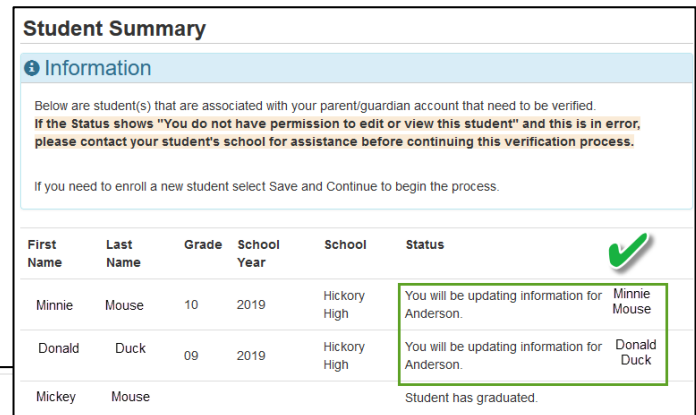 Student Summary
Information
Below are student(s) that are associated with your parent/guardian account that need to be verified.
If the Status shows "You do not have permission to edit or view this student" and this is in error,
please contact your student's school for assistance before continuing this verification process.
If you need to enroll a new student select Save and Continue to begin the process.
First Name Last Name Grade School Year School Status
Minnie Mouse 10 2019 Hickory High You will be updating information for Minnie Mouse Anderson.
Donald Duck 09 2019 Hickory High You will be updating information for Donald Duck Anderson.
Mickey Mouse Student has graduated.